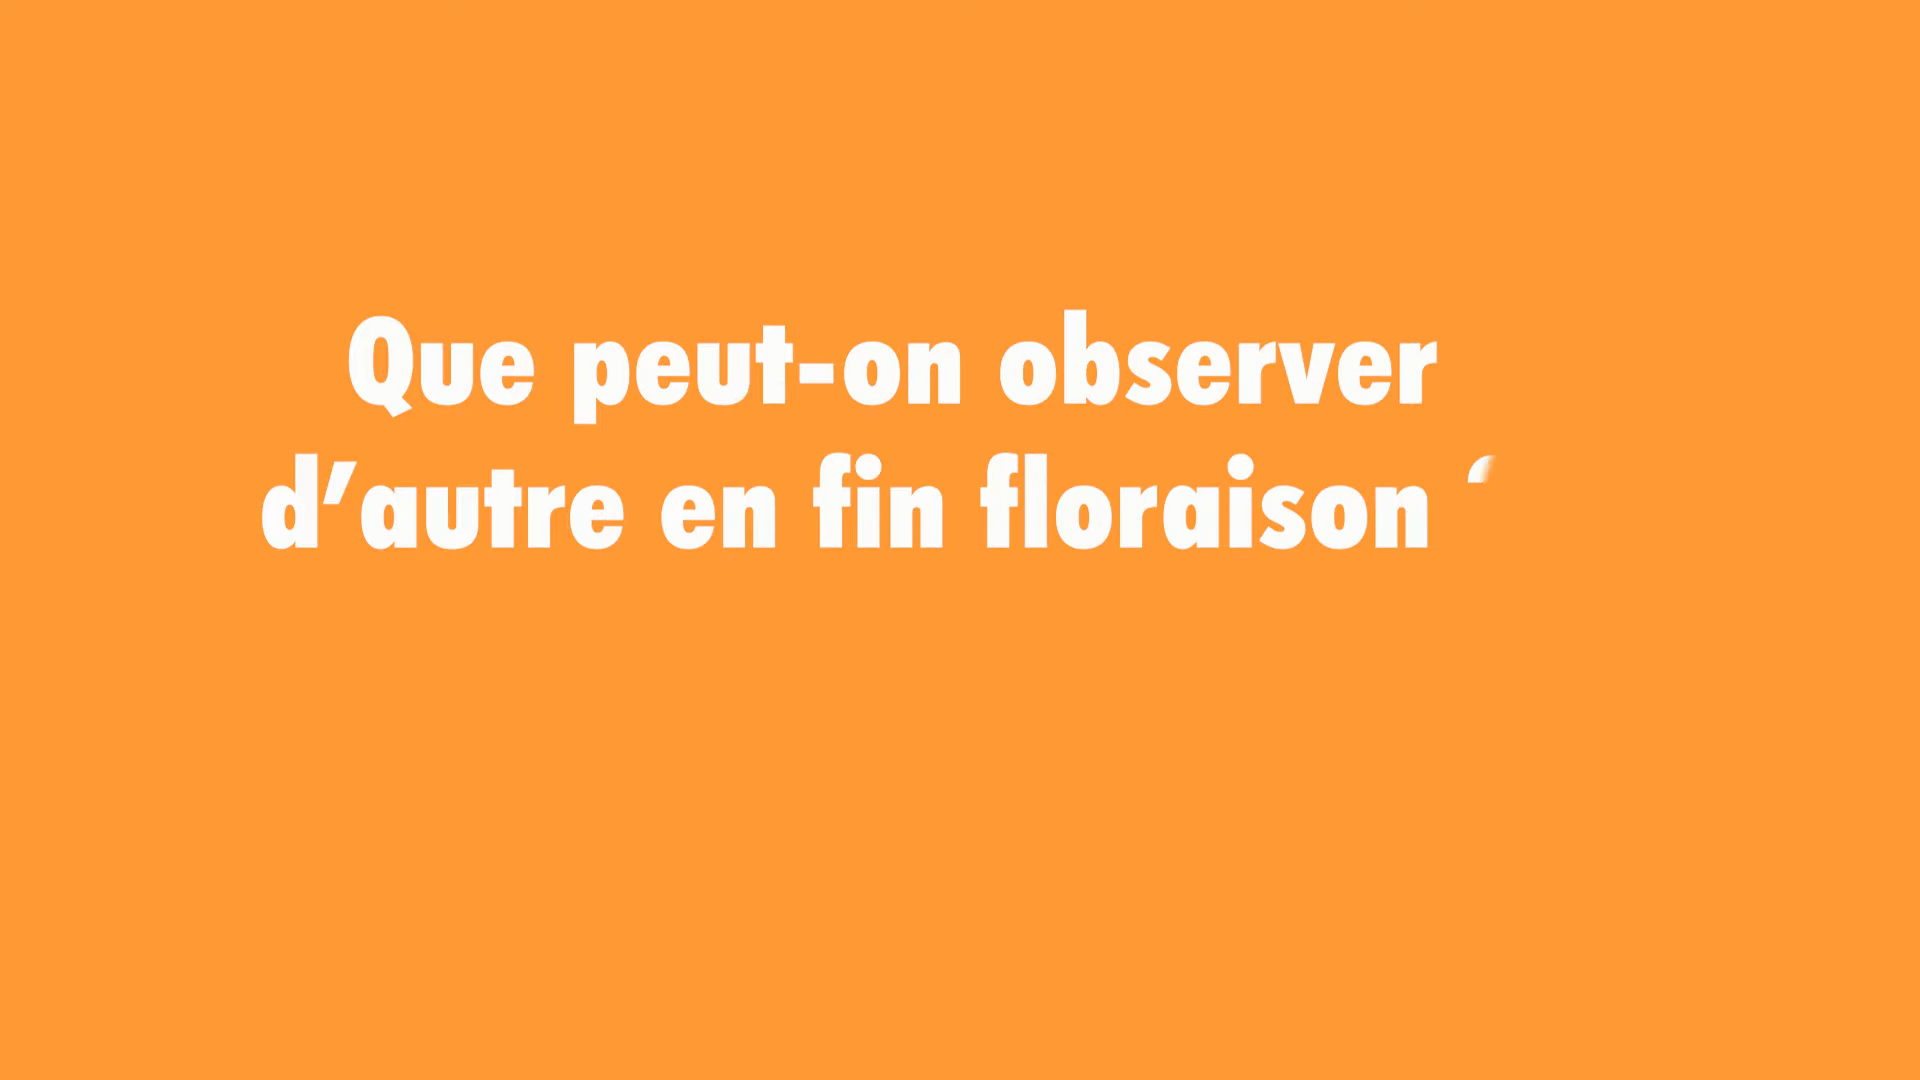 Que peut-on observer
d’autre en fin floraison